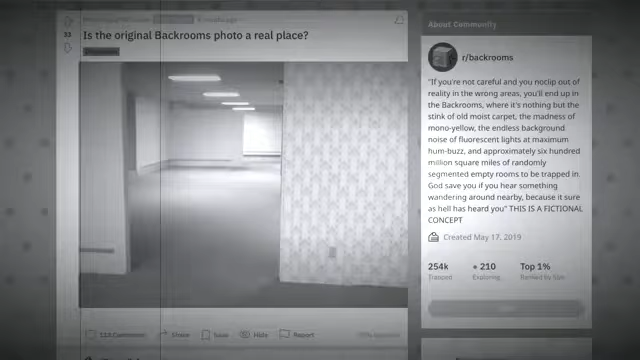 33
Is the original Backrooms photo a real place?
Share
Save
Hide
Report
About Community
r/backrooms
"If you're not careful and you noclip out of
reality in the wrong areas, you'll end up in
the Backrooms, where it's nothing but the
stink of old moist carpet, the madness of
mono-yellow, the endless background
noise of fluorescent lights at maximum
hum-buzz, and approximately six hundred
million square miles of randomly
segmented empty rooms to be trapped in.
God save you if you hear something
wandering around nearby, because it sure
as hell has heard you" THIS IS A FICTIONAL
CONCEPT
Created May 17, 2019
254k 210 Top 1%
Trapped Exploring Ranked by Size